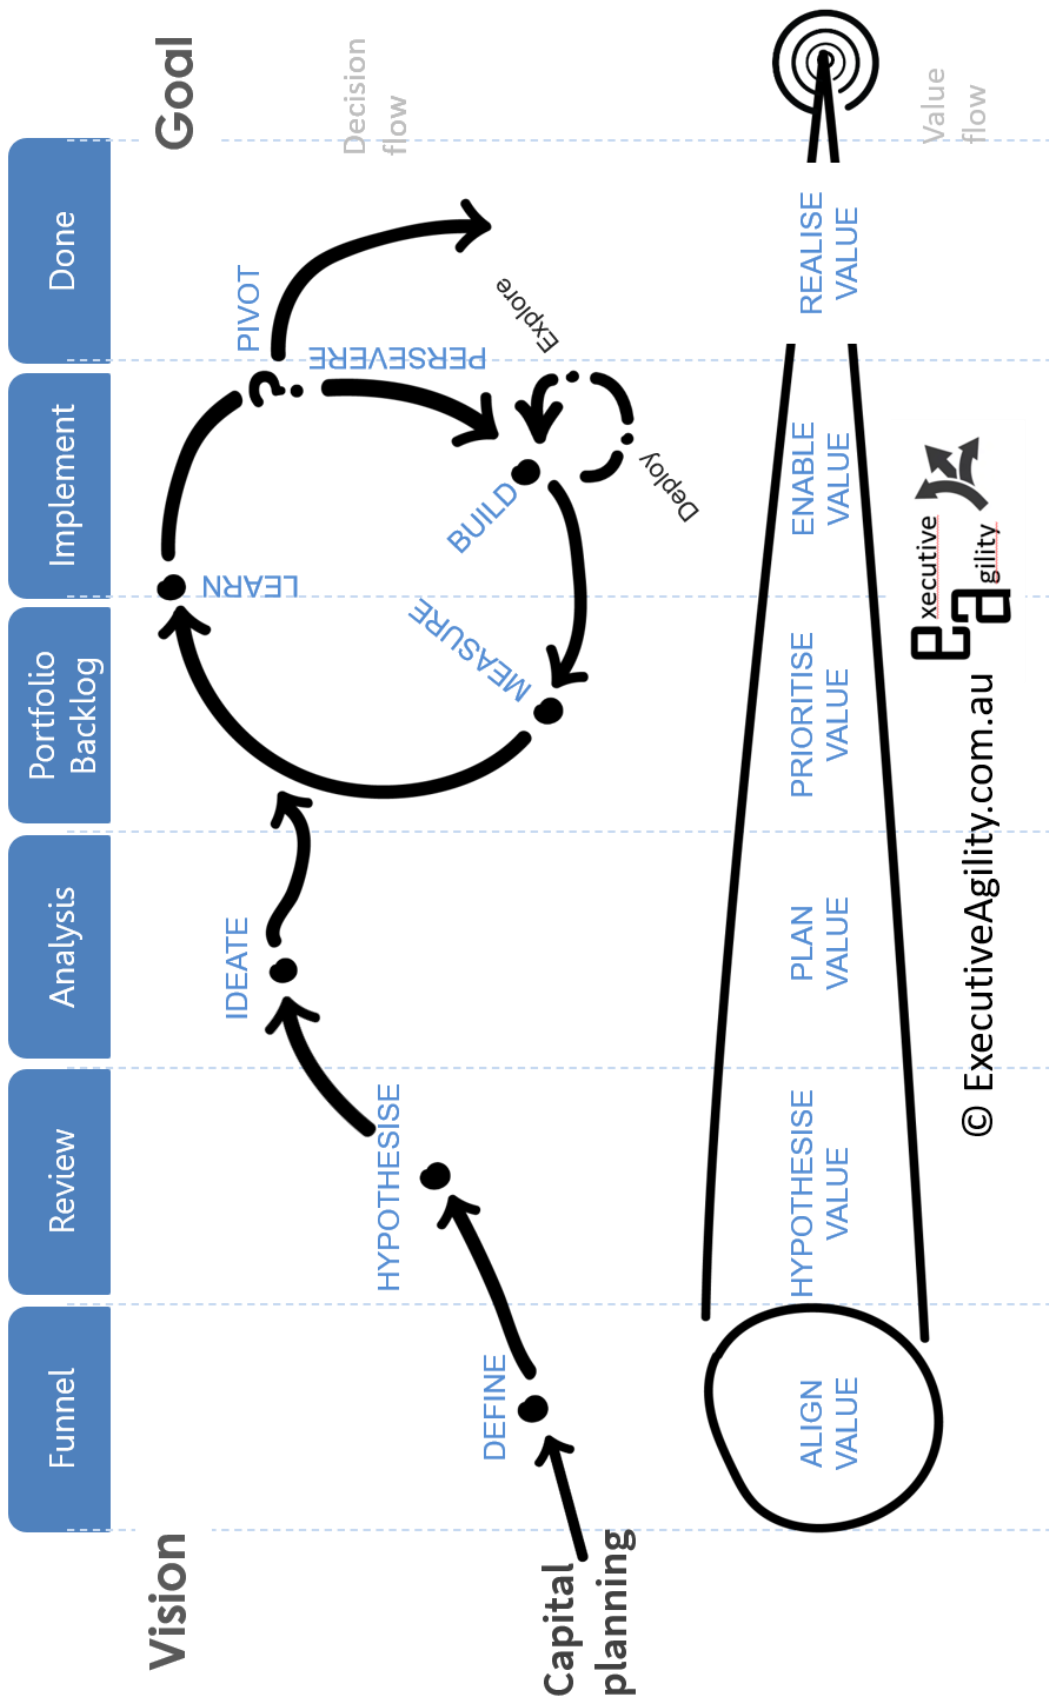 Funnel
Review
Analysis
Portfolio
Backlog
Implement
Done
Vision
Goal
Decision
flow
Capital
planning
DEFINE
HYPOTHESISE
IDEATE
LEARN
MEASURE
BUILD
PIVOT
PERSEVERE
?
Explore
Deploy
ALIGN
VALUE
HYPOTHESISE
VALUE
PLAN
VALUE
PRIORITISE
VALUE
ENABLE
VALUE
REALISE
VALUE
Value
flow
© ExecutiveAgility.com.au
executive
agility